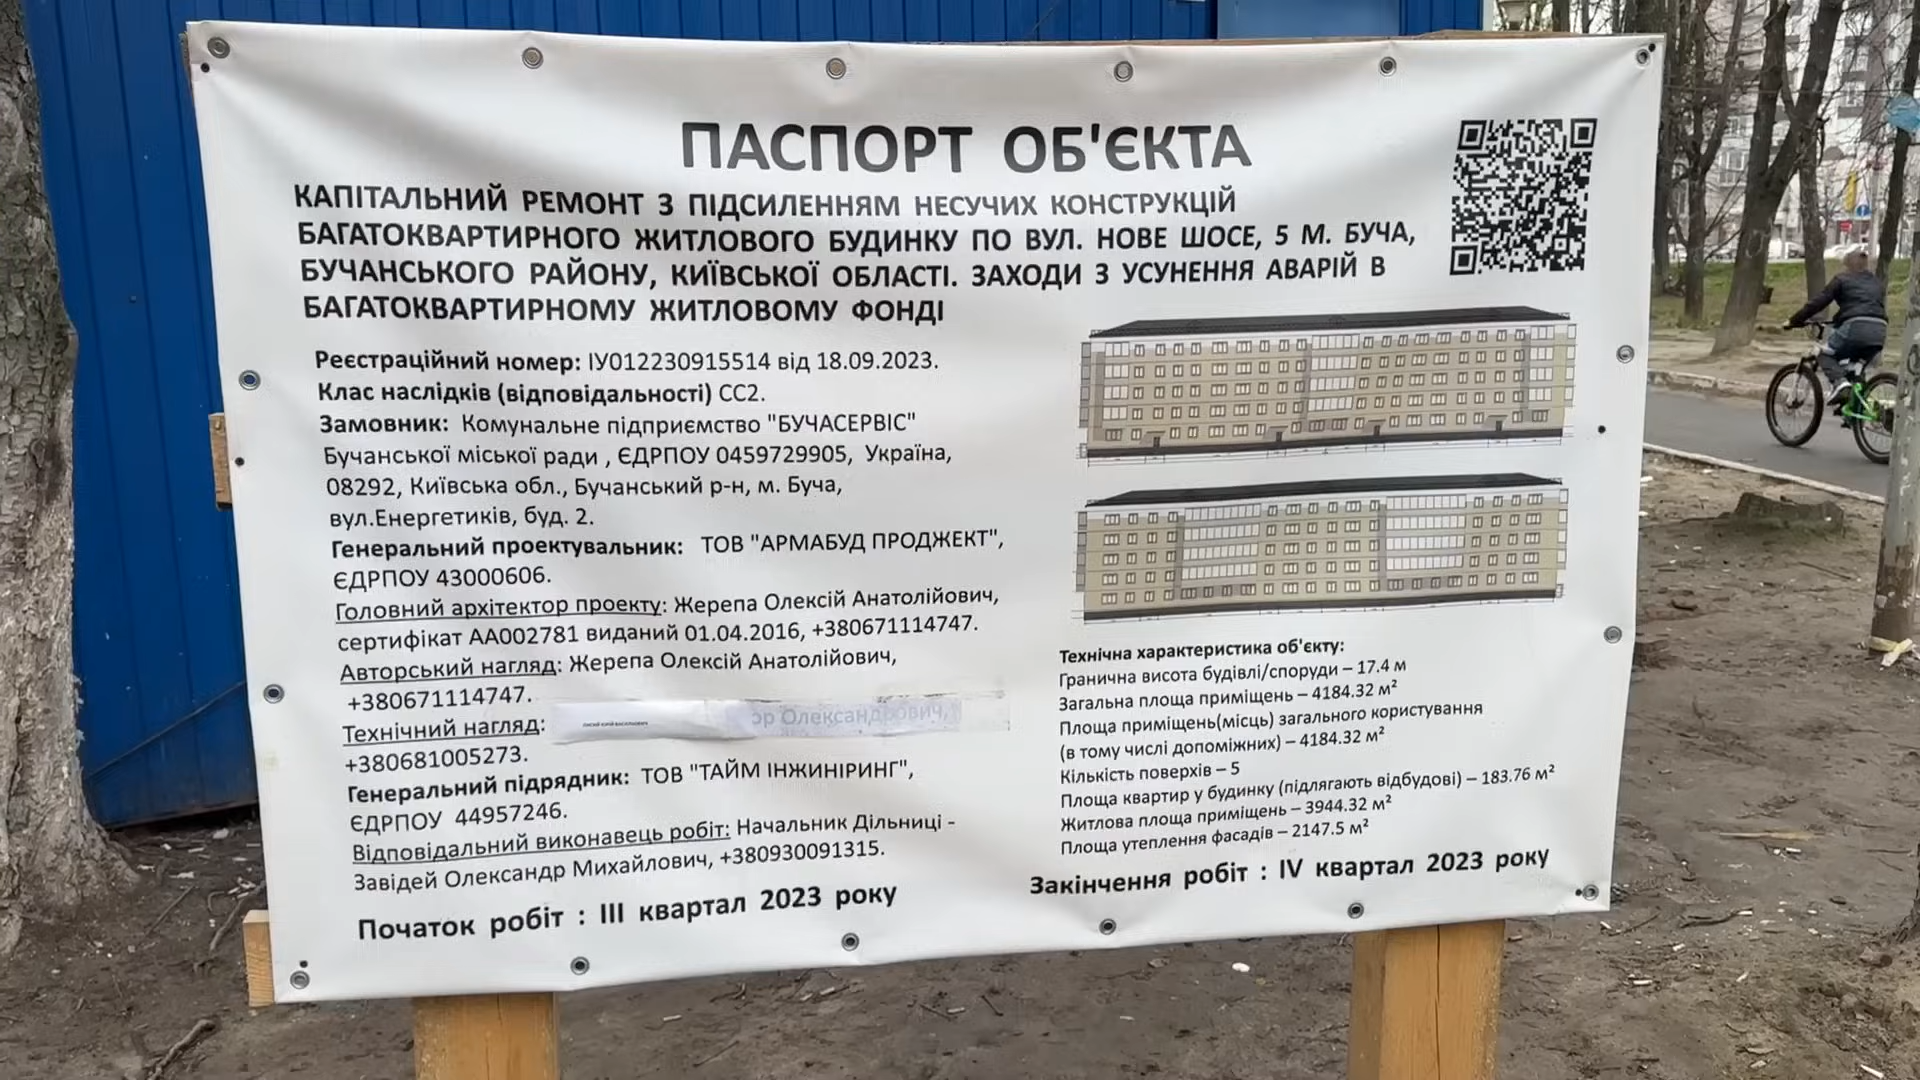 ПАСПОРТ ОБ'ЄКТА
КАПІТАЛЬНИЙ РЕМОНТ З ПІДСИЛЕННЯМ НЕСУЧИХ КОНСТРУКЦІЙ
БАГАТОКВАРТИРНОГО ЖИТЛОВОГО БУДИНКУ ПО ВУЛ. НОВЕ ШОСЕ, 5 М. БУЧА,
БУЧАНСЬКОГО РАЙОНУ, КИЇВСЬКОЇ ОБЛАСТІ. ЗАХОДИ З УСУНЕННЯ АВАРІЙ В
БАГАТОКВАРТИРНОМУ ЖИТЛОВОМУ ФОНДІ
Реєстраційний номер: ІУ012230915514 від 18.09.2023.
Клас наслідків (відповідальності) СС2.
Замовник: Комунальне підприємство "БУЧАСЕРВІС"
Бучанської міської ради , ЄДРПОУ 0459729905, Україна,
08292, Київська обл., Бучанський р-н, м. Буча,
вул.Енергетиків, буд. 2.
Генеральний проектувальник: ТОВ "АРМАБУД ПРОДЖЕКТ",
ЄДРПОУ 43000606.
Головний архітектор проекту: Жерепа Олексій Анатолійович,
сертифікат АА002781 виданий 01.04.2016, +380671114747.
Авторський нагляд: Жерепа Олексій Анатолійович,
+380671114747.
Технічний нагляд: Олександрович,
+380681005273.
Генеральний підрядник: ТОВ "ТАЙМ ІНЖИНІРИНГ",
ЄДРПОУ 44957246.
Відповідальний виконавець робіт: Начальник Дільниці -
Завідей Олександр Михайлович, +380930091315.
Початок робіт : III квартал 2023 року
Технічна характеристика об'єкту:
Гранична висота будівлі/споруди – 17.4 м
Загальна площа приміщень – 4184.32 м²
Площа приміщень(місць) загального користування
(в тому числі допоміжних) – 4184.32 м²
Кількість поверхів – 5
Площа квартир у будинку (підлягають відбудові) – 183.76 м²
Житлова площа приміщень – 3944.32 м²
Площа утеплення фасадів – 2147.5 м²
Закінчення робіт : IV квартал 2023 року